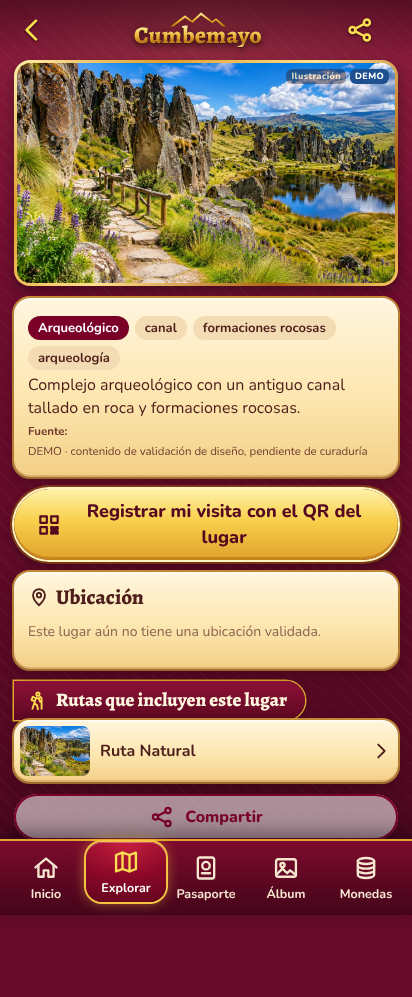 Cumbemayo
Ilustración DEMO
Arqueológico canal formaciones rocosas
arqueología
Complejo arqueológico con un antiguo canal
tallado en roca y formaciones rocosas.
Fuente:
DEMO · contenido de validación de diseño, pendiente de curaduría
Registrar mi visita con el QR del
lugar
Ubicación
Este lugar aún no tiene una ubicación validada.
Rutas que incluyen este lugar
Ruta Natural
Compartir
Inicio Explorar Pasaporte Álbum Monedas